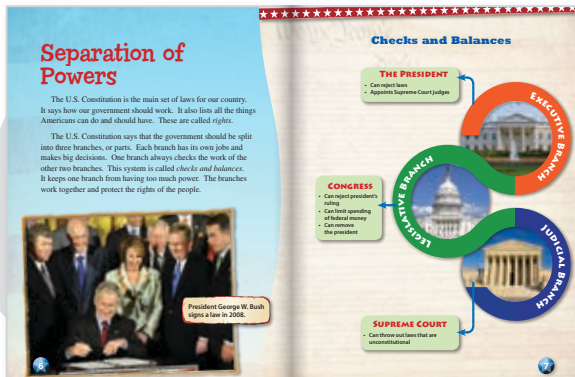 Separation of
Powers
The U.S. Constitution is the main set of laws for our country.
It says how our government should work. It also lists all the things
Americans can do and should have. These are called rights.
The U.S. Constitution says that the government should be split
into three branches, or parts. Each branch has its own jobs and
makes big decisions. One branch always checks the work of the
other two branches. This system is called checks and balances.
It keeps one branch from having too much power. The branches
work together and protect the rights of the people.
President George W. Bush
signs a law in 2008.
6
We the People
Checks and Balances
The President
• Can reject laws
• Appoints Supreme Court judges
Executive Branch
Congress
• Can reject president's
ruling
• Can limit spending
of federal money
• Can remove
the president
Legislative Branch
Judicial Branch
Supreme Court
• Can throw out laws that are
unconstitutional
7